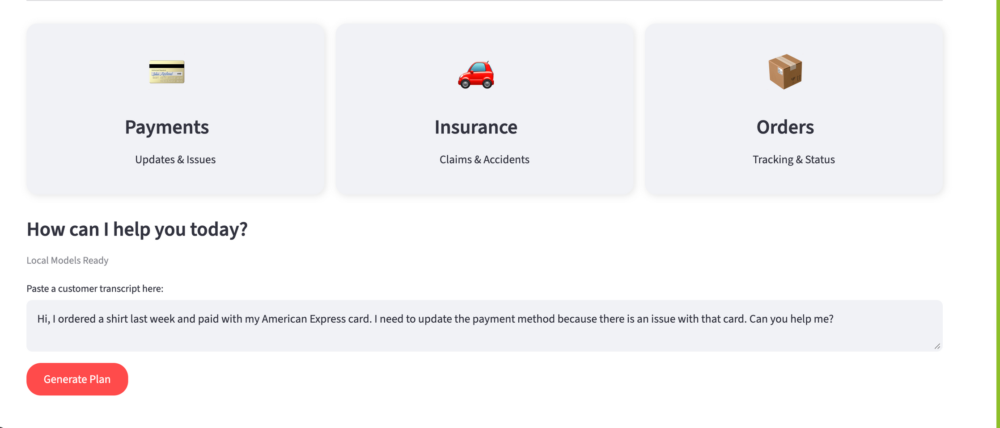 Payments
Updates & Issues
Insurance
Claims & Accidents
Orders
Tracking & Status
How can I help you today?
Local Models Ready
Paste a customer transcript here:
Hi, I ordered a shirt last week and paid with my American Express card. I need to update the payment method because there is an issue with that card. Can you help me?
Generate Plan